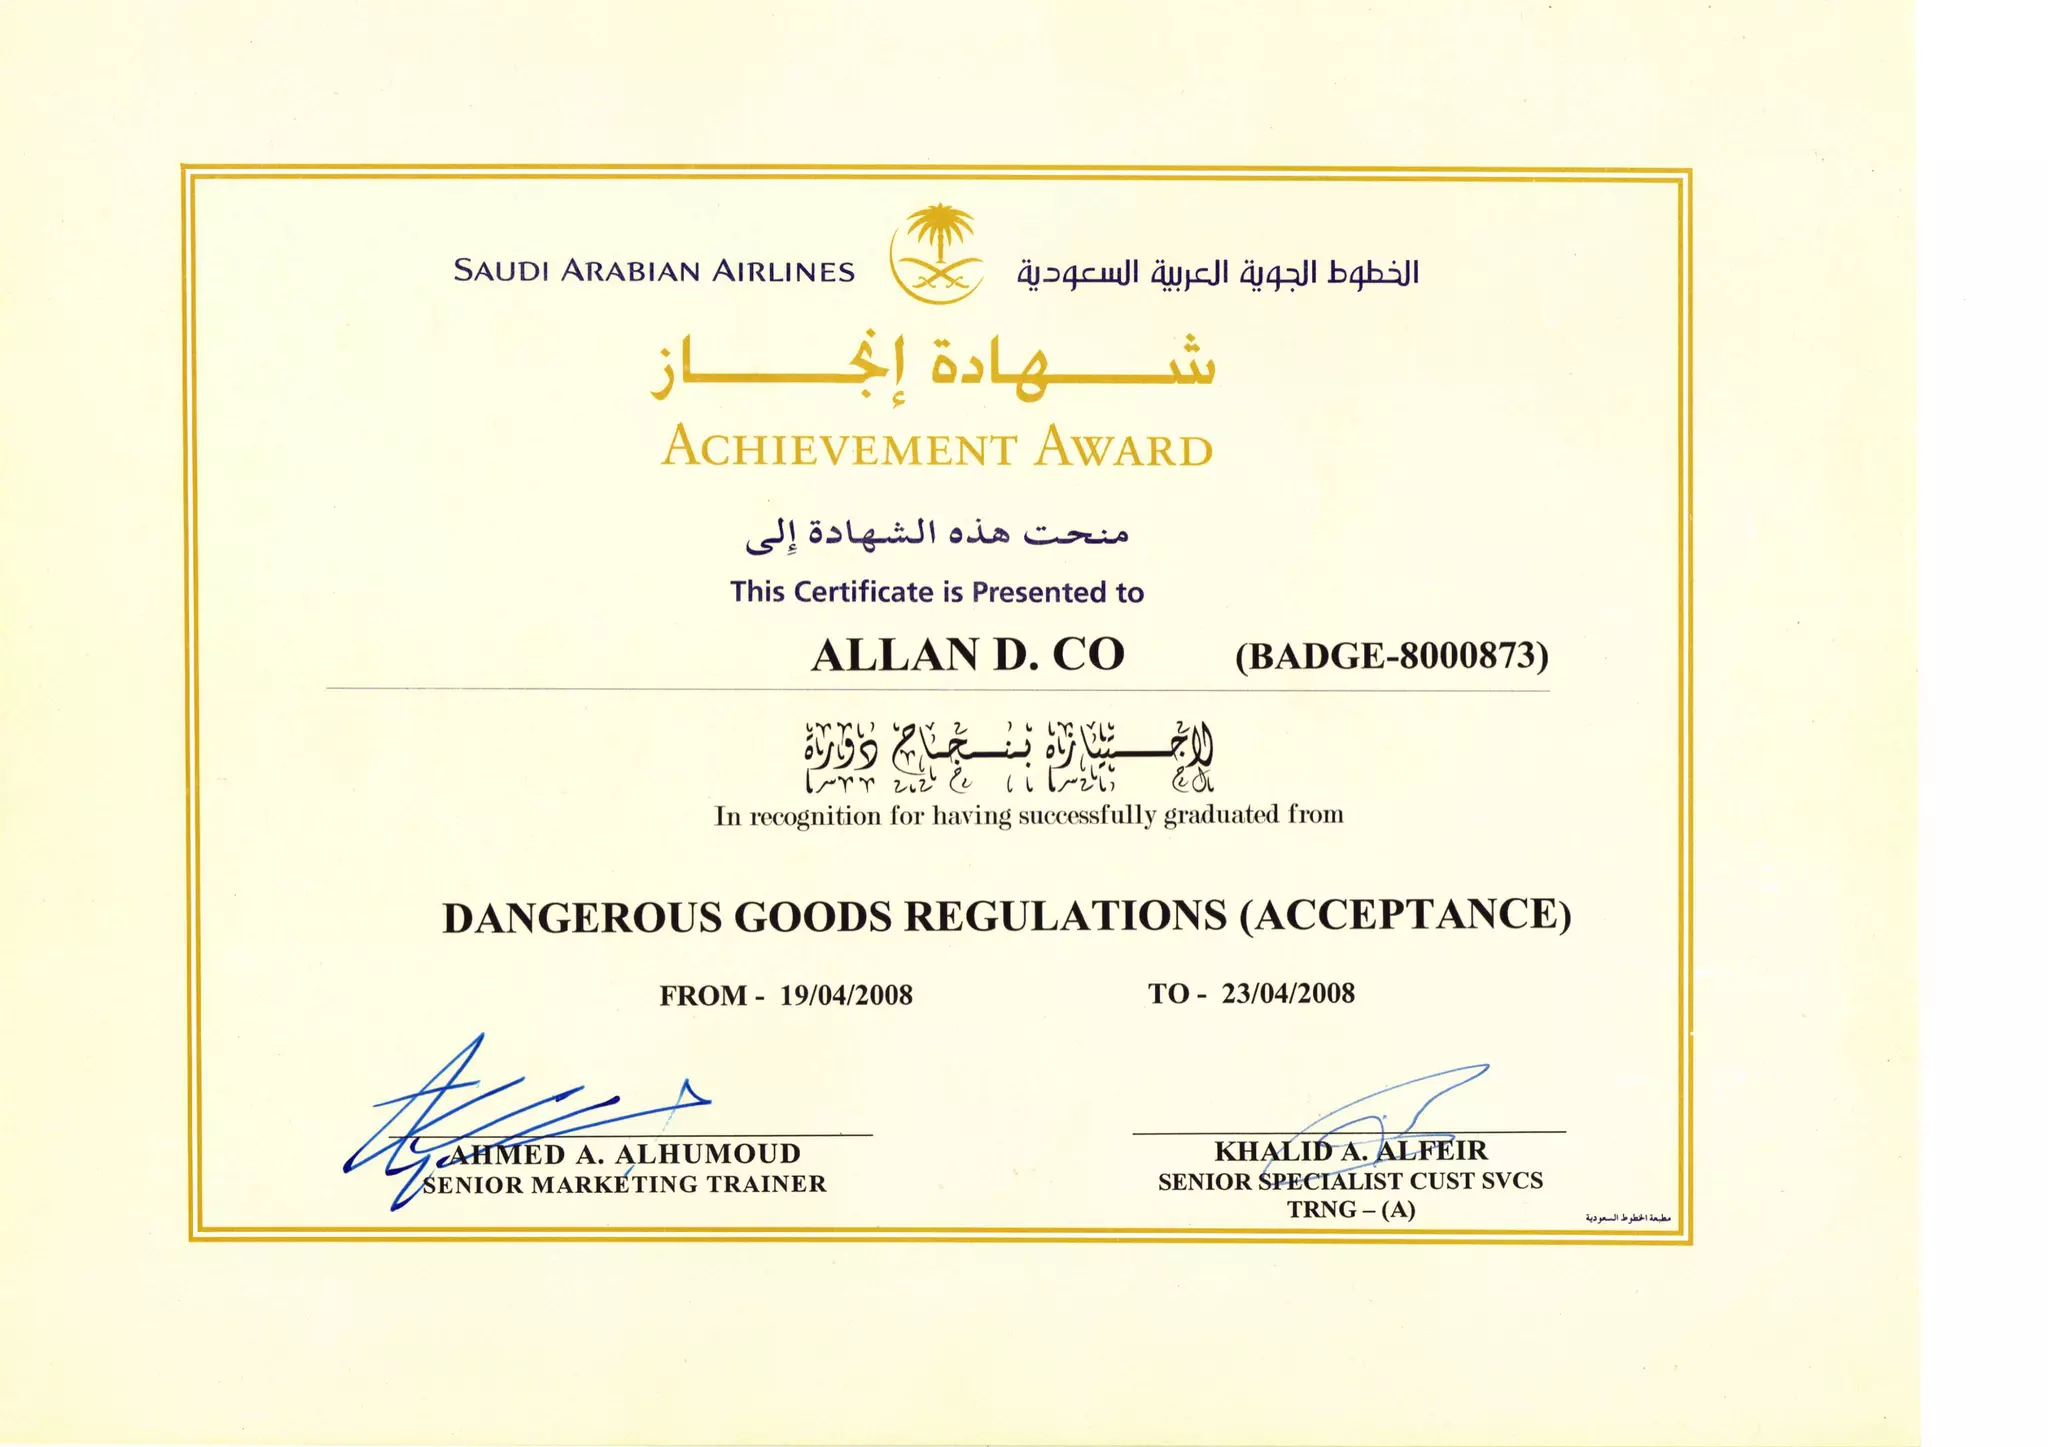 SAUDI ARABIAN AIRLINES الخطوط الجوية العربية السعودية
شهادة إنجاز
ACHIEVEMENT AWARD
منحت هذه الشهادة إلى
This Certificate is Presented to
ALLAN D. CO (BADGE-8000873)
لاجتيازه بنجاح دورة
In recognition for having successfully graduated from
DANGEROUS GOODS REGULATIONS (ACCEPTANCE)
FROM - 19/04/2008 TO - 23/04/2008
AHMED A. ALHUMOUD KHALID A. ALFEIR
SENIOR MARKETING TRAINER SENIOR SPECIALIST CUST SVCS
TRNG – (A)
مطبعة الخطوط السعودية